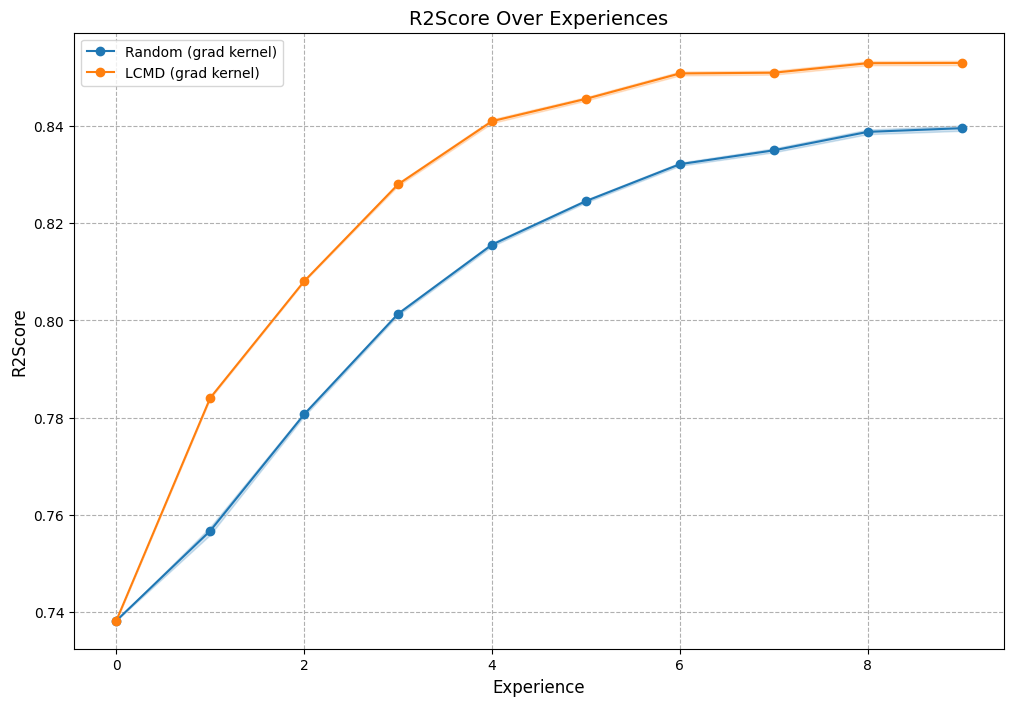 R2Score Over Experiences
Random (grad kernel)
LCMD (grad kernel)
R2Score
0.84
0.82
0.80
0.78
0.76
0.74
0 2 4 6 8
Experience